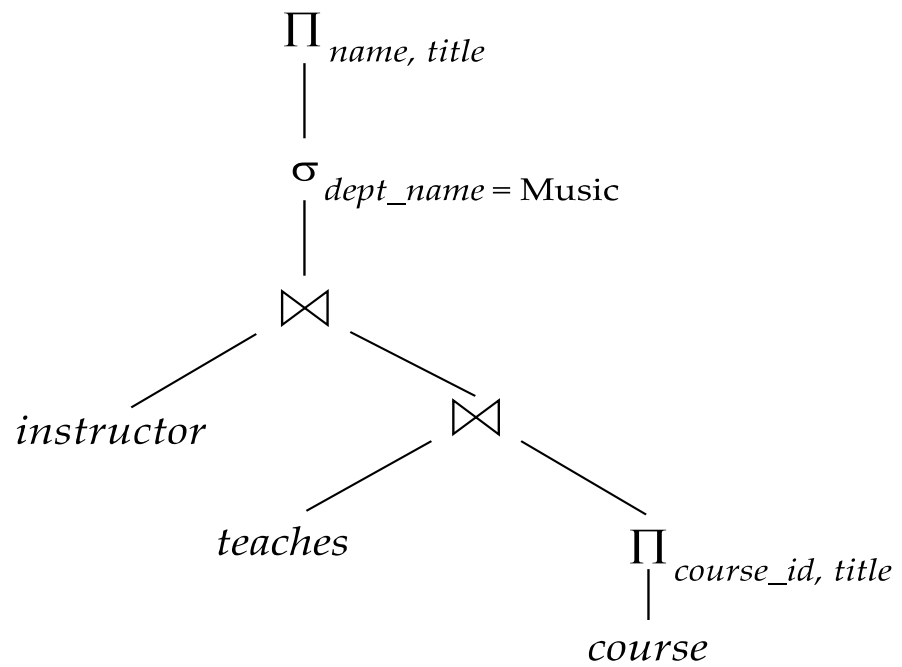 Π name, title
σ dept_name = Music
⋈
instructor
⋈
teaches
Π course_id, title
course